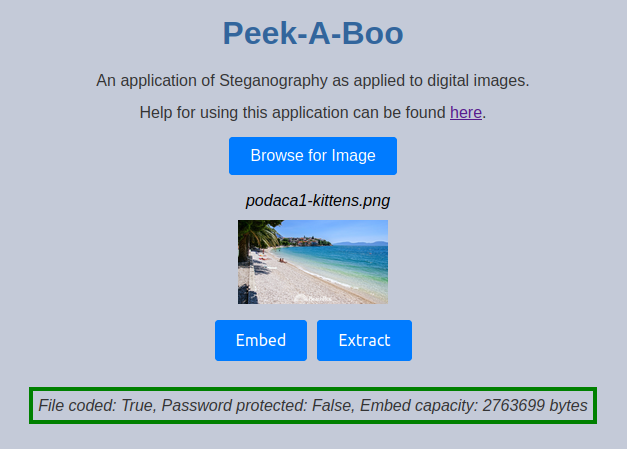 Peek-A-Boo
An application of Steganography as applied to digital images.
Help for using this application can be found here.
Browse for Image
podaca1-kittens.png
Embed
Extract
File coded: True, Password protected: False, Embed capacity: 2763699 bytes